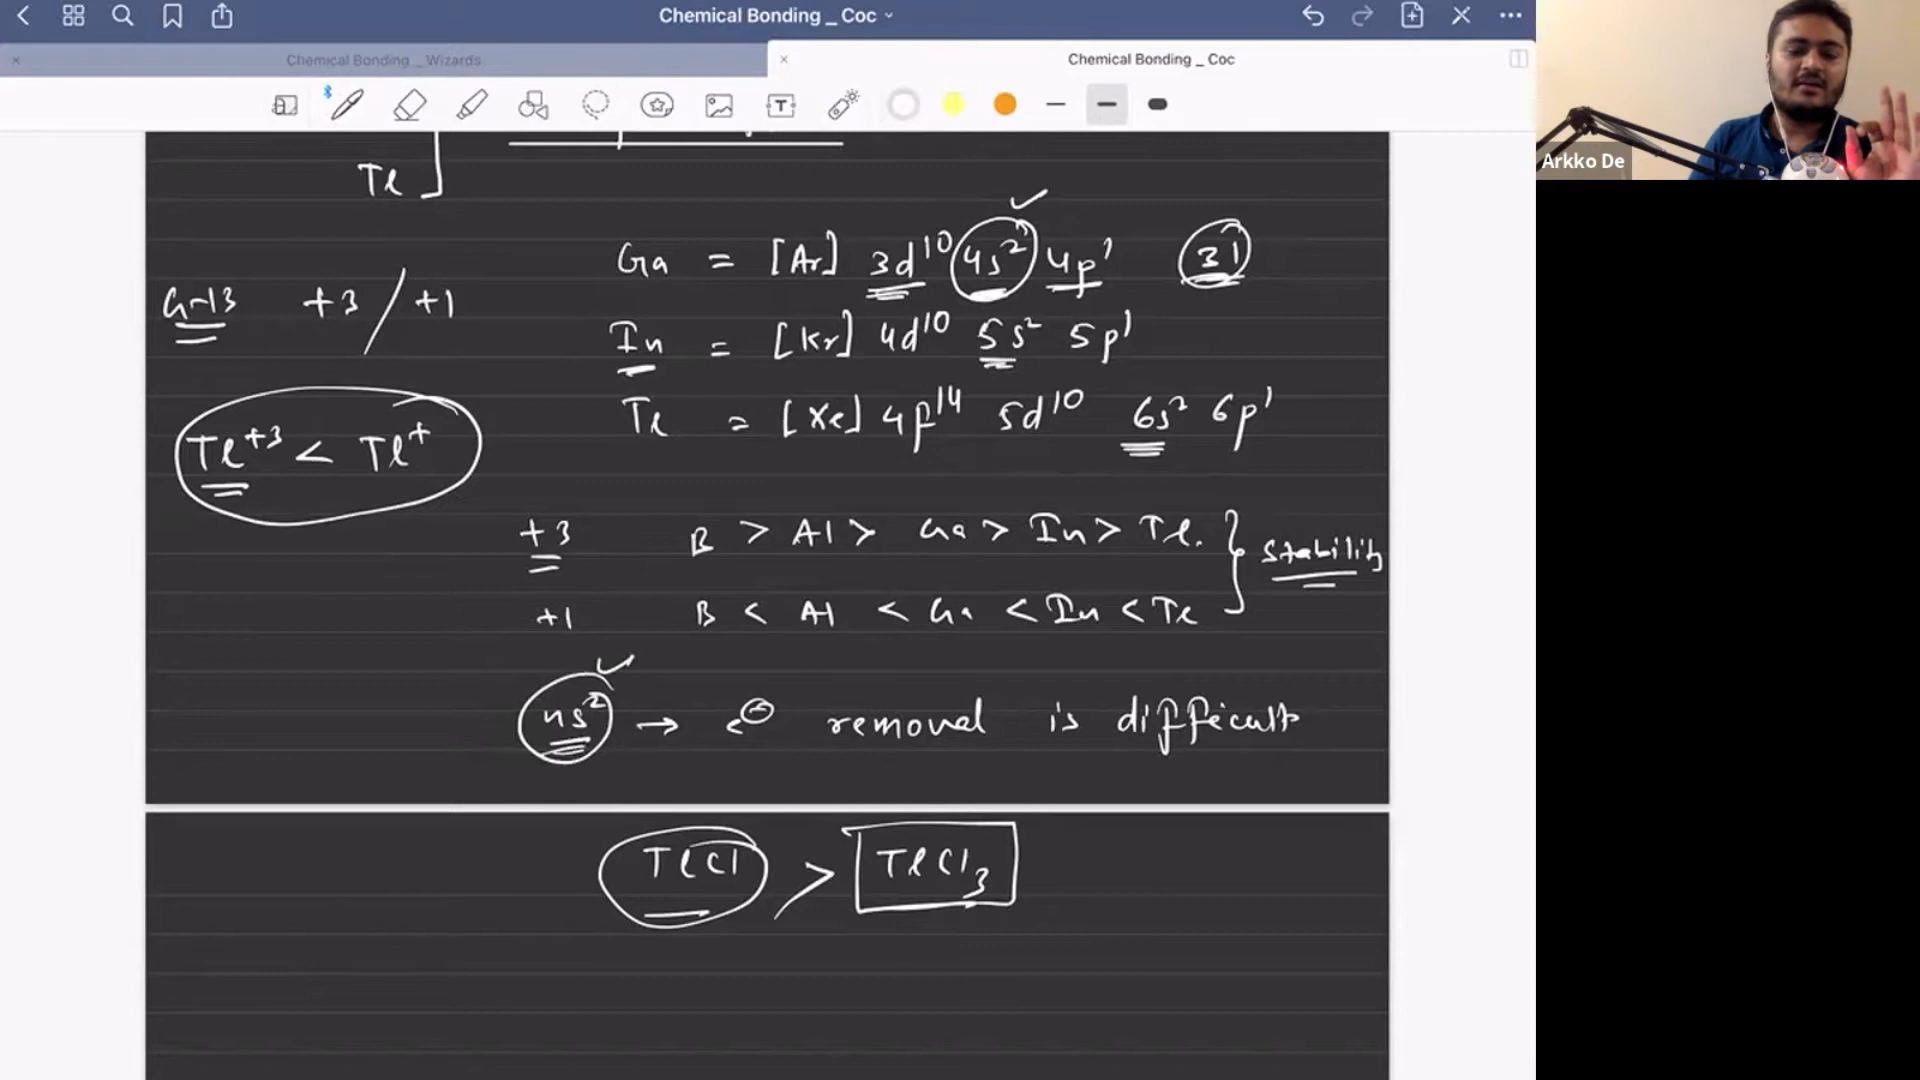 Chemical Bonding _ Coc
Chemical Bonding _ Wizards
Chemical Bonding _ Coc
Arkko De
Tl
Ga = [Ar] 3d¹⁰ 4s² 4p¹ 31
Gr-13 +3 / +1
In = [Kr] 4d¹⁰ 5s² 5p¹
Tl = [Xe] 4f¹⁴ 5d¹⁰ 6s² 6p¹
Tl⁺³ < Tl⁺
+3 B > Al > Ga > In > Tl. } stability
+1 B < Al < Ga < In < Tl
ns² → e⊖ removal is difficult
TlCl > TlCl₃